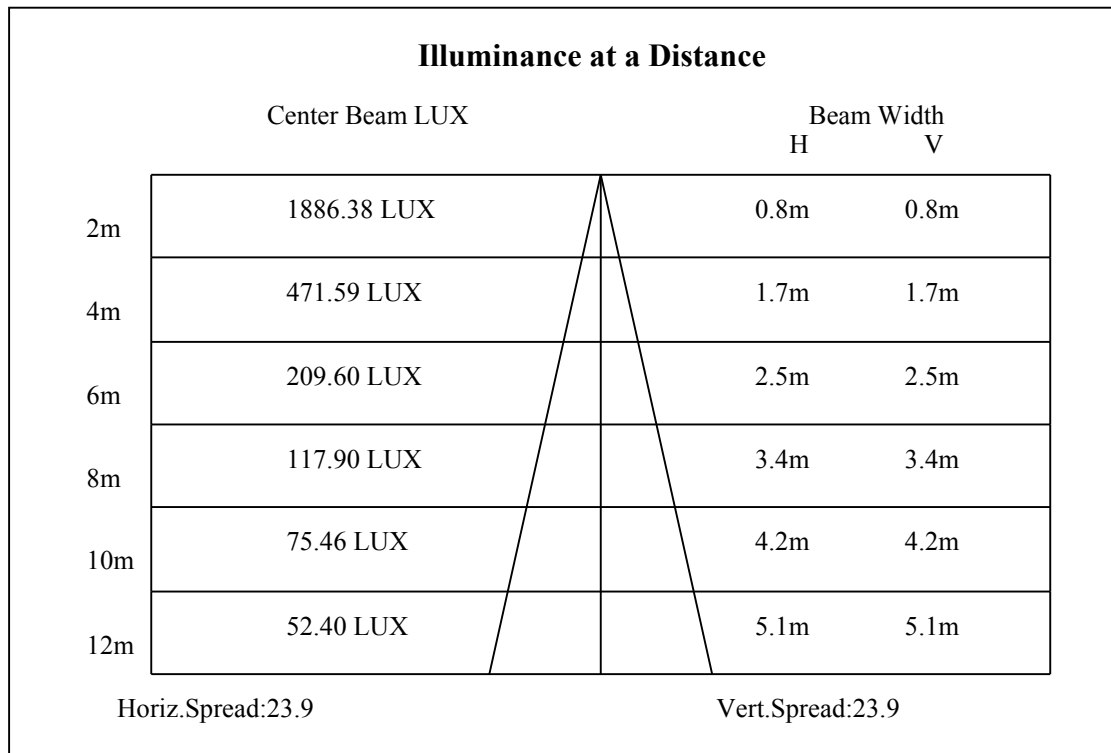 Illuminance at a Distance
Center Beam LUX Beam Width
H V
1886.38 LUX 0.8m 0.8m
2m
471.59 LUX 1.7m 1.7m
4m
209.60 LUX 2.5m 2.5m
6m
117.90 LUX 3.4m 3.4m
8m
75.46 LUX 4.2m 4.2m
10m
52.40 LUX 5.1m 5.1m
12m
Horiz.Spread:23.9 Vert.Spread:23.9